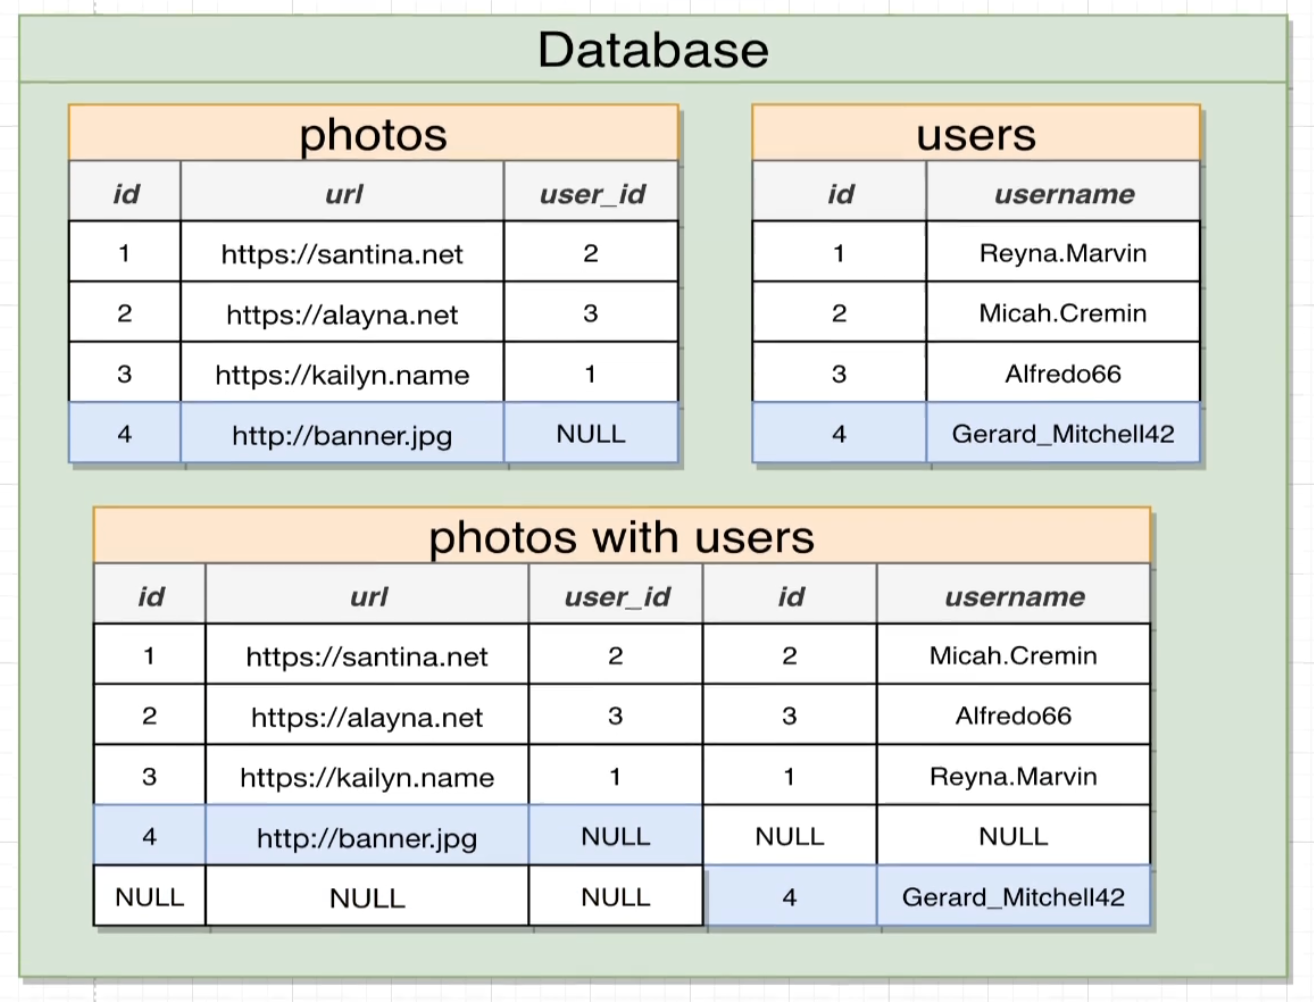 Database
photos
id url user_id
1 https://santina.net 2
2 https://alayna.net 3
3 https://kailyn.name 1
4 http://banner.jpg NULL
users
id username
1 Reyna.Marvin
2 Micah.Cremin
3 Alfredo66
4 Gerard_Mitchell42
photos with users
id url user_id id username
1 https://santina.net 2 2 Micah.Cremin
2 https://alayna.net 3 3 Alfredo66
3 https://kailyn.name 1 1 Reyna.Marvin
4 http://banner.jpg NULL NULL NULL
NULL NULL NULL 4 Gerard_Mitchell42